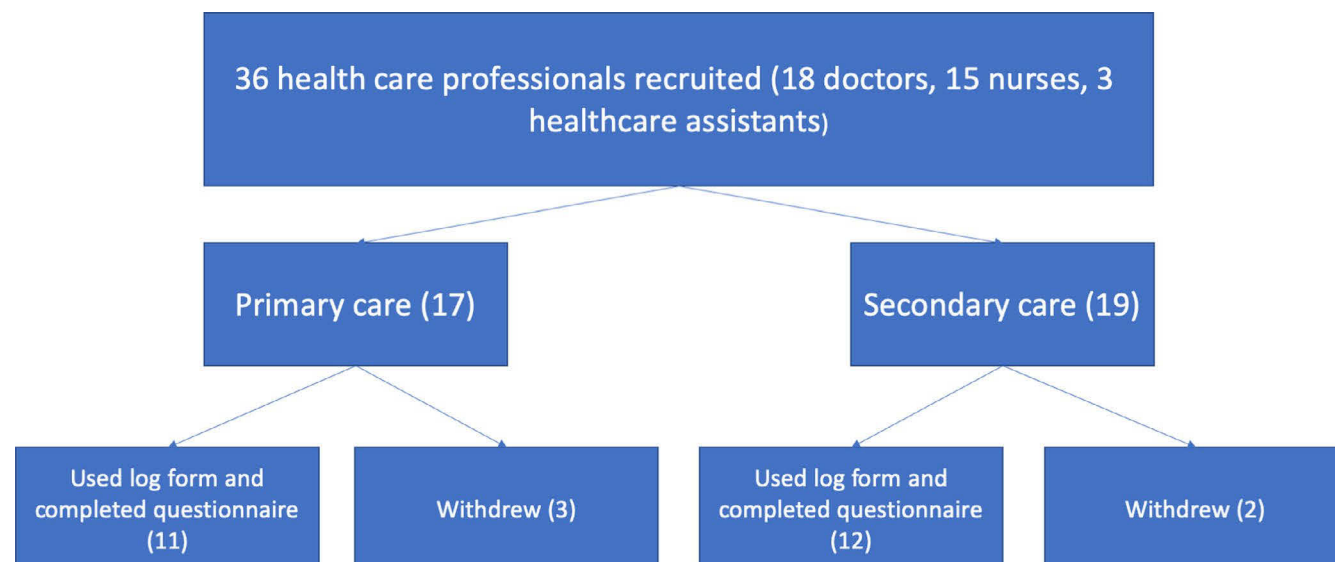 36 health care professionals recruited (18 doctors, 15 nurses, 3
healthcare assistants)
Primary care (17)
Secondary care (19)
Used log form and
completed questionnaire
(11)
Withdrew (3)
Used log form and
completed questionnaire
(12)
Withdrew (2)